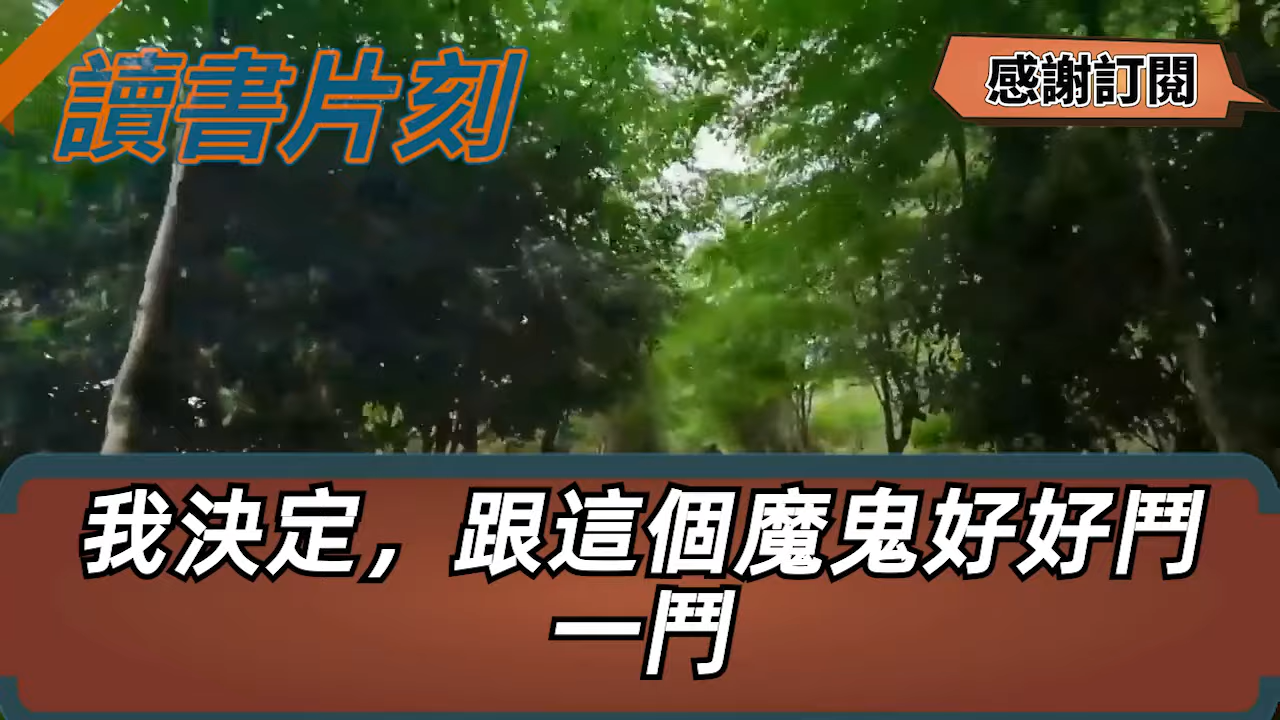 讀書片刻
感謝訂閱
我決定，跟這個魔鬼好好鬥
一鬥